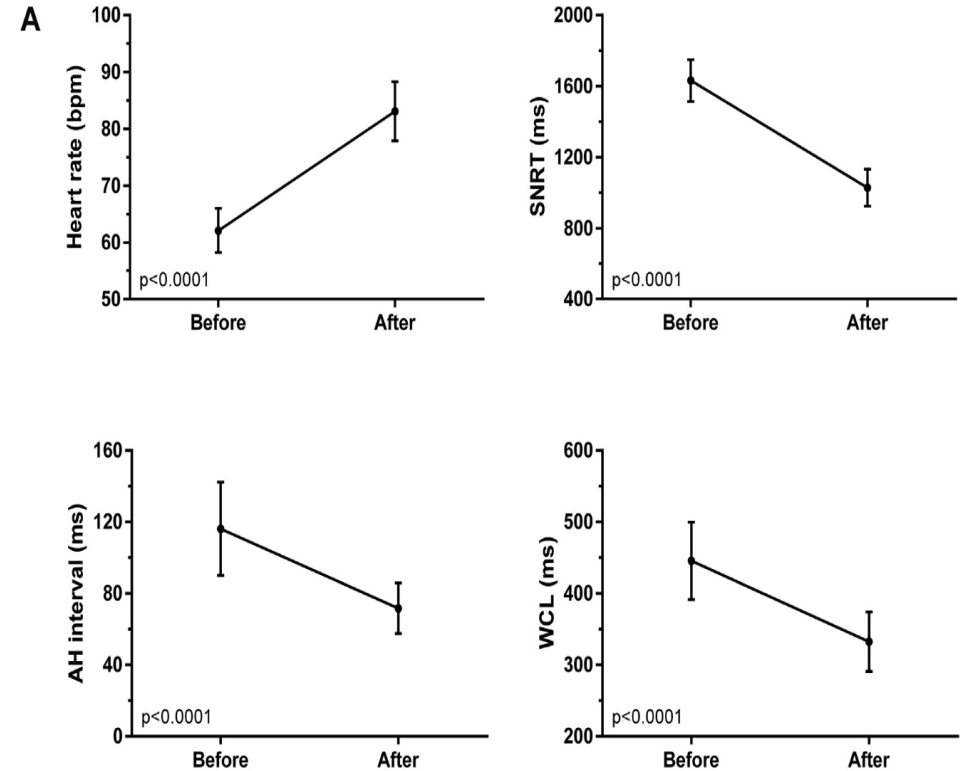 A
Heart rate (bpm)
100
90
80
70
60
50
p<0.0001
Before After
SNRT (ms)
2000
1600
1200
800
400
p<0.0001
Before After
AH interval (ms)
160
120
80
40
0
p<0.0001
Before After
WCL (ms)
600
500
400
300
200
p<0.0001
Before After